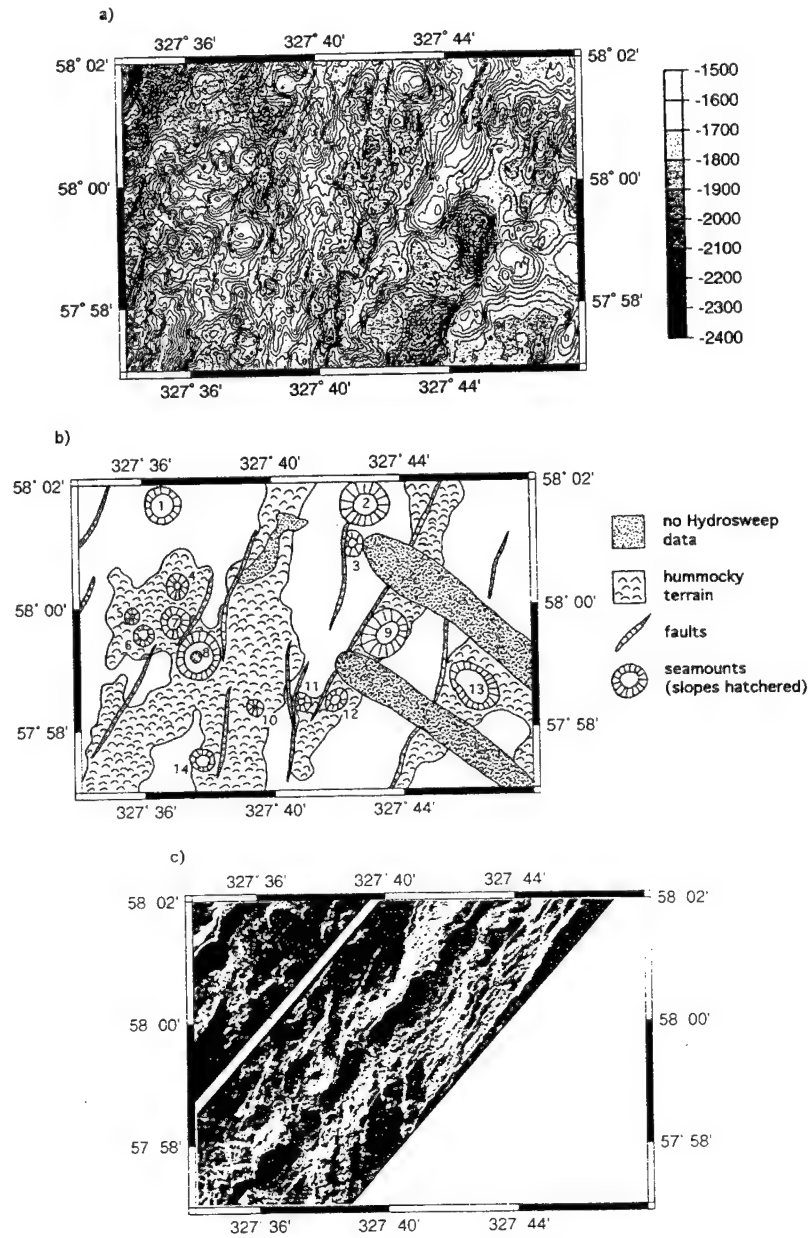 a)
327° 36' 327° 40' 327° 44'
58° 02' 58° 02'
58° 00' 58° 00'
57° 58' 57° 58'
327° 36' 327° 40' 327° 44'
-1500
-1600
-1700
-1800
-1900
-2000
-2100
-2200
-2300
-2400
b)
327° 36' 327° 40' 327° 44'
58° 02' 58° 02'
58° 00' 58° 00'
57° 58' 57° 58'
327° 36' 327° 40' 327° 44'
1
2
3
4
6
7
8
9
10
11
12
13
14
no Hydrosweep
data
hummocky
terrain
faults
seamounts
(slopes hatchered)
c)
327 36' 327 40' 327 44'
58 02' 58 02'
58 00' 58 00'
57 58' 57 58'
327 36' 327 40' 327 44'